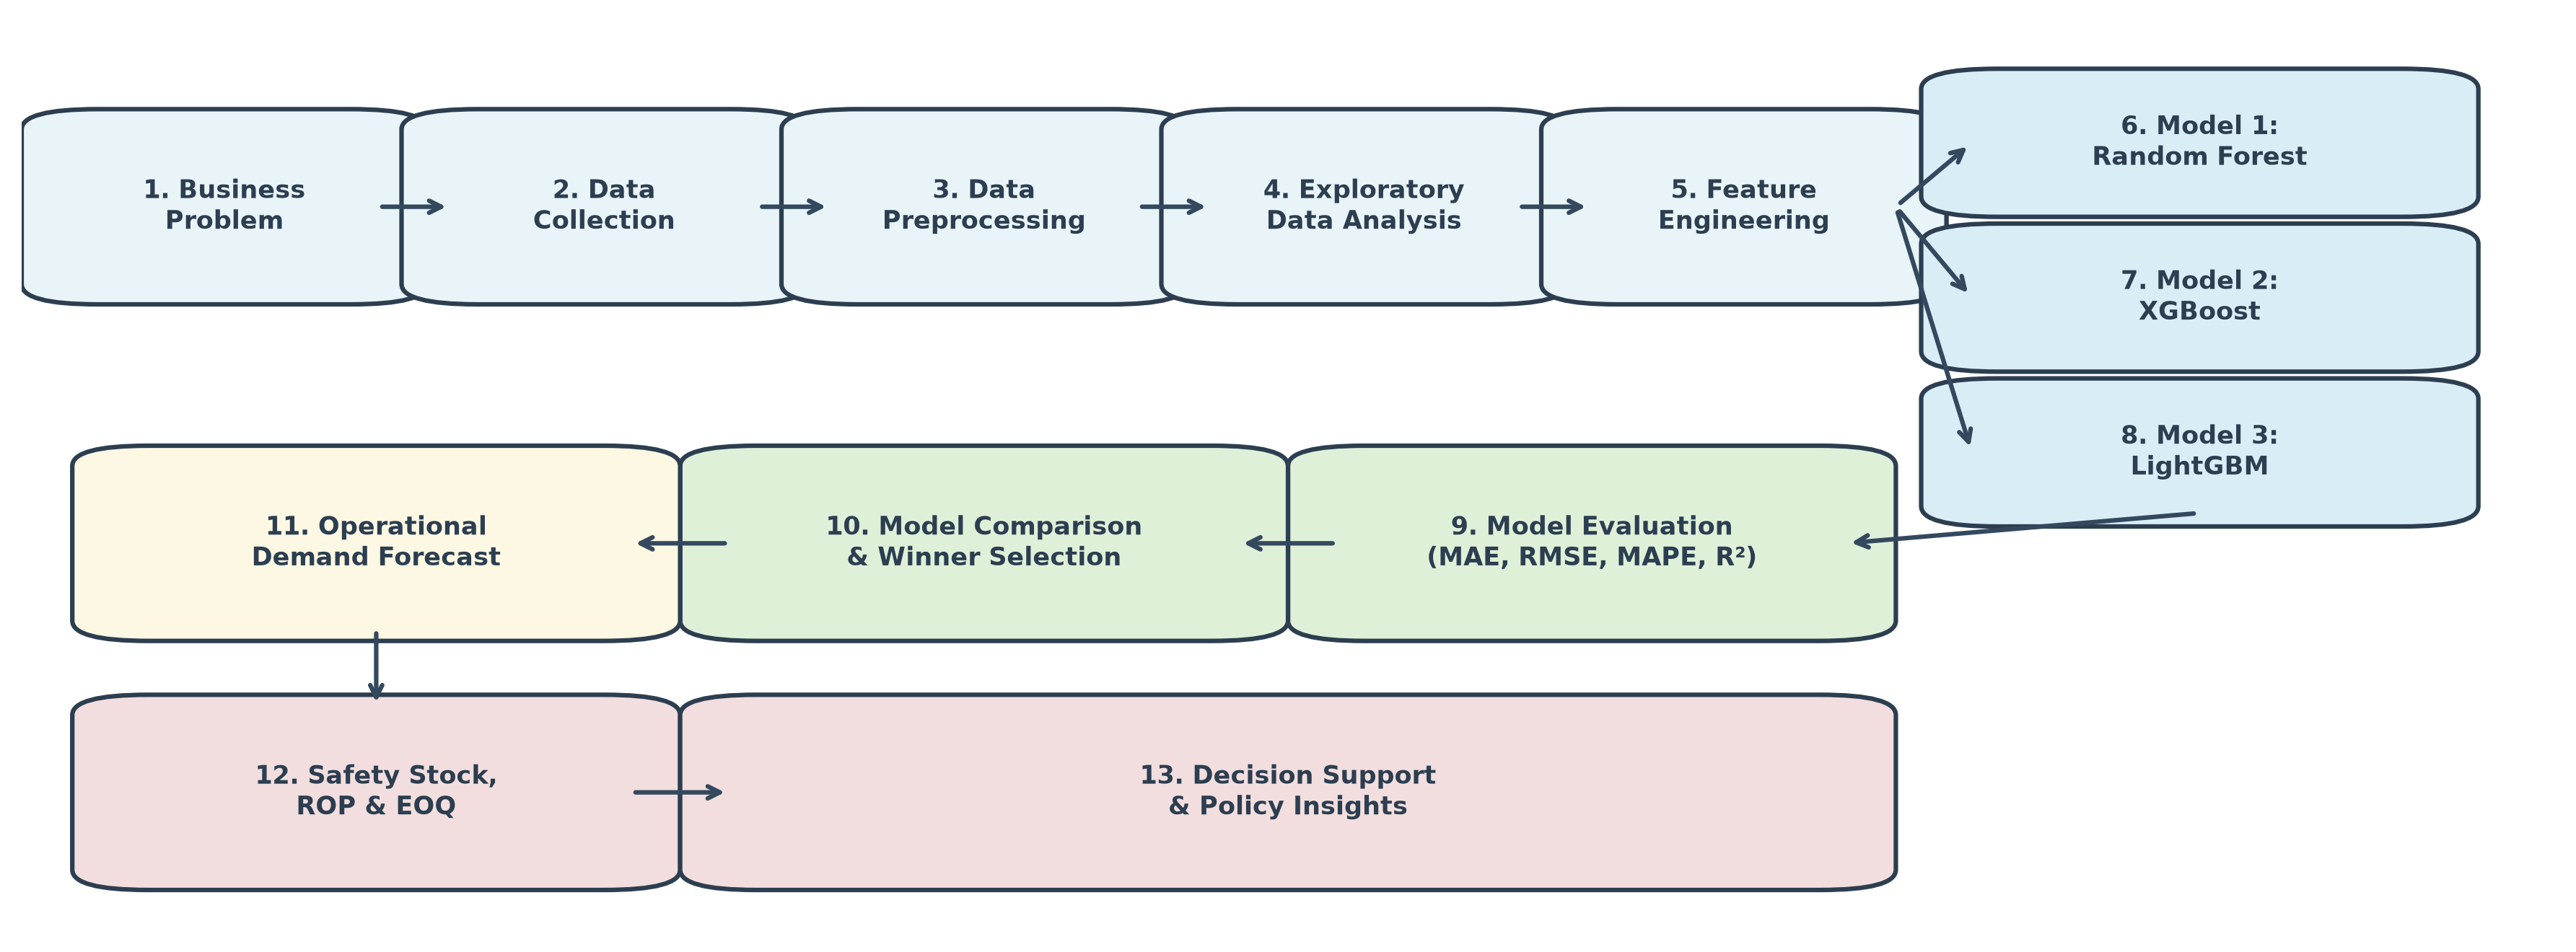 1. Business
Problem
2. Data
Collection
3. Data
Preprocessing
4. Exploratory
Data Analysis
5. Feature
Engineering
6. Model 1:
Random Forest
7. Model 2:
XGBoost
8. Model 3:
LightGBM
9. Model Evaluation
(MAE, RMSE, MAPE, R²)
10. Model Comparison
& Winner Selection
11. Operational
Demand Forecast
12. Safety Stock,
ROP & EOQ
13. Decision Support
& Policy Insights